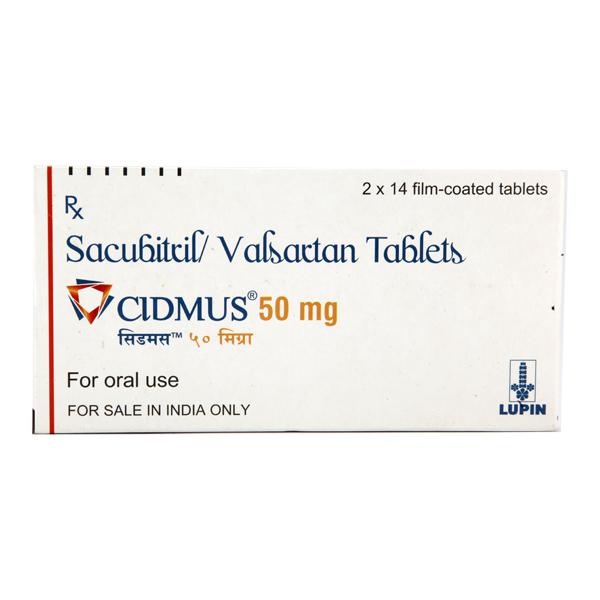 2 x 14 film-coated tablets
Rx
Sacubitril/ Valsartan Tablets
CIDMUS® 50 mg
सिडमस™ ५० मिग्रा
For oral use
FOR SALE IN INDIA ONLY
LUPIN